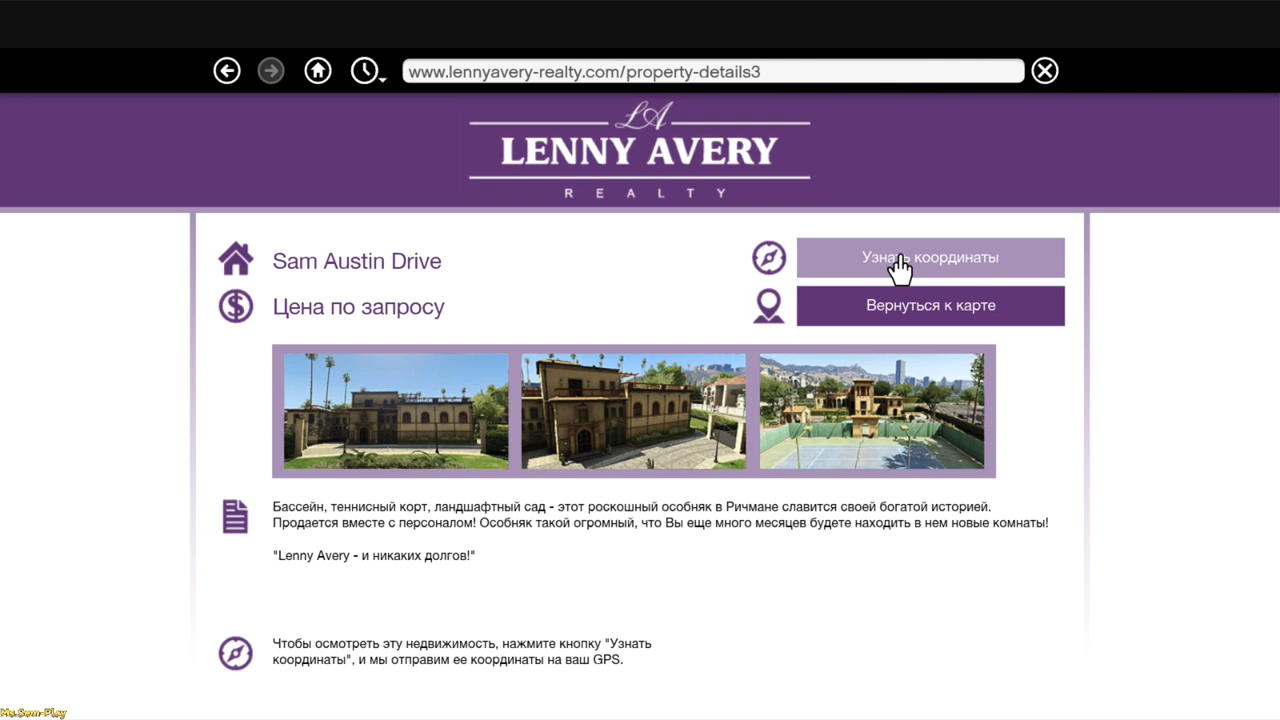 www.lennyavery-realty.com/property-details3
LA
LENNY AVERY
REALTY
Sam Austin Drive
Узнать координаты
Цена по запросу
Вернуться к карте
Бассейн, теннисный корт, ландшафтный сад - этот роскошный особняк в Ричмане славится своей богатой историей.
Продается вместе с персоналом! Особняк такой огромный, что Вы еще много месяцев будете находить в нем новые комнаты!
"Lenny Avery - и никаких долгов!"
Чтобы осмотреть эту недвижимость, нажмите кнопку "Узнать
координаты", и мы отправим ее координаты на ваш GPS.
Ms.Sem-Play